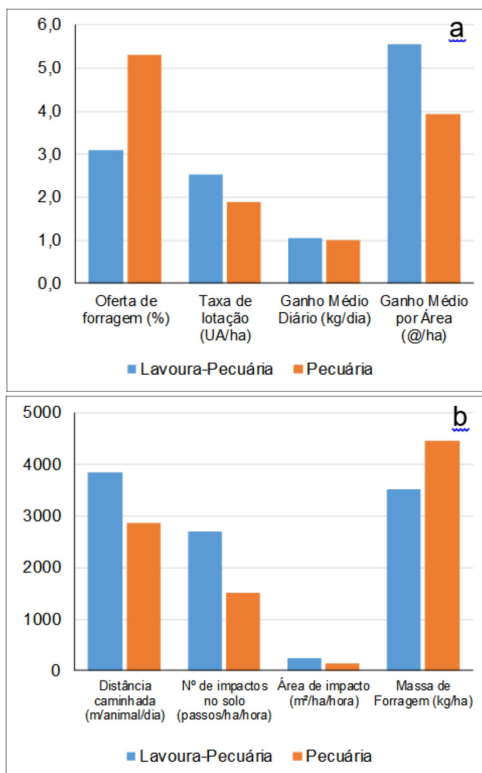 a
6,0
5,0
4,0
3,0
2,0
1,0
0,0
Oferta de
forragem (%)
Taxa de
lotação
(UA/ha)
Ganho Médio
Diário (kg/dia)
Ganho Médio
por Área
(@/ha)
Lavoura-Pecuária Pecuária
b
5000
4000
3000
2000
1000
0
Distância
caminhada
(m/animal/dia)
Nº de impactos
no solo
(passos/ha/hora)
Área de impacto
(m²/ha/hora)
Massa de
Forragem (kg/ha)
Lavoura-Pecuária Pecuária